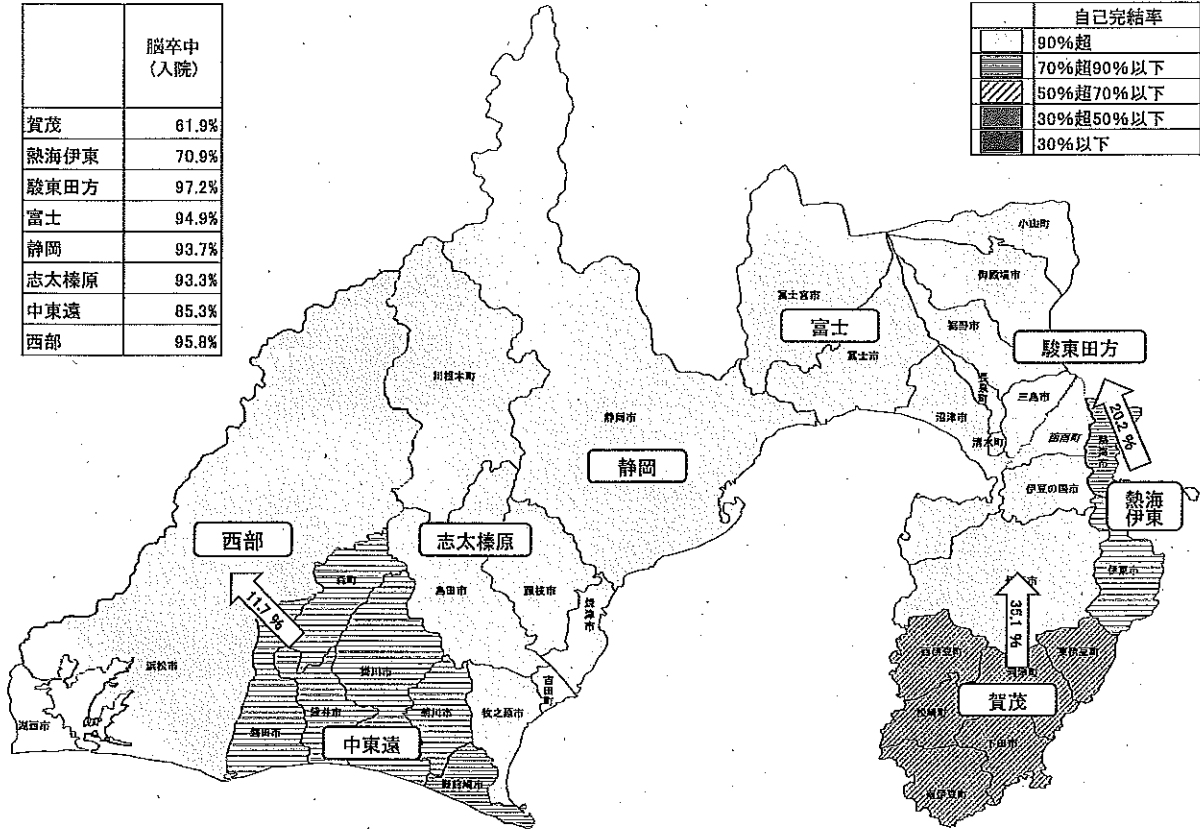 脳卒中
(入院)
賀茂 61.9%
熱海伊東 70.9%
駿東田方 97.2%
富士 94.9%
静岡 93.7%
志太榛原 93.3%
中東遠 85.3%
西部 95.8%
自己完結率
90%超
70%超90%以下
50%超70%以下
30%超50%以下
30%以下
小山町
御殿場市
富士宮市
富士
裾野市
駿東田方
富士市
川根本町
長泉町
三島市
20.2 %
沼津市
静岡市
清水町
函南町
熱海市
静岡
伊豆の国市
熱海
伊東
西部
志太榛原
森町
島田市
藤枝市
焼津市
伊東市
11.7 %
35.1 %
浜松市
掛川市
西伊豆町
東伊豆町
河津町
吉田町
湖西市
磐田市
袋井市
菊川市
牧之原市
賀茂
松崎町
中東遠
下田市
御前崎市
南伊豆町